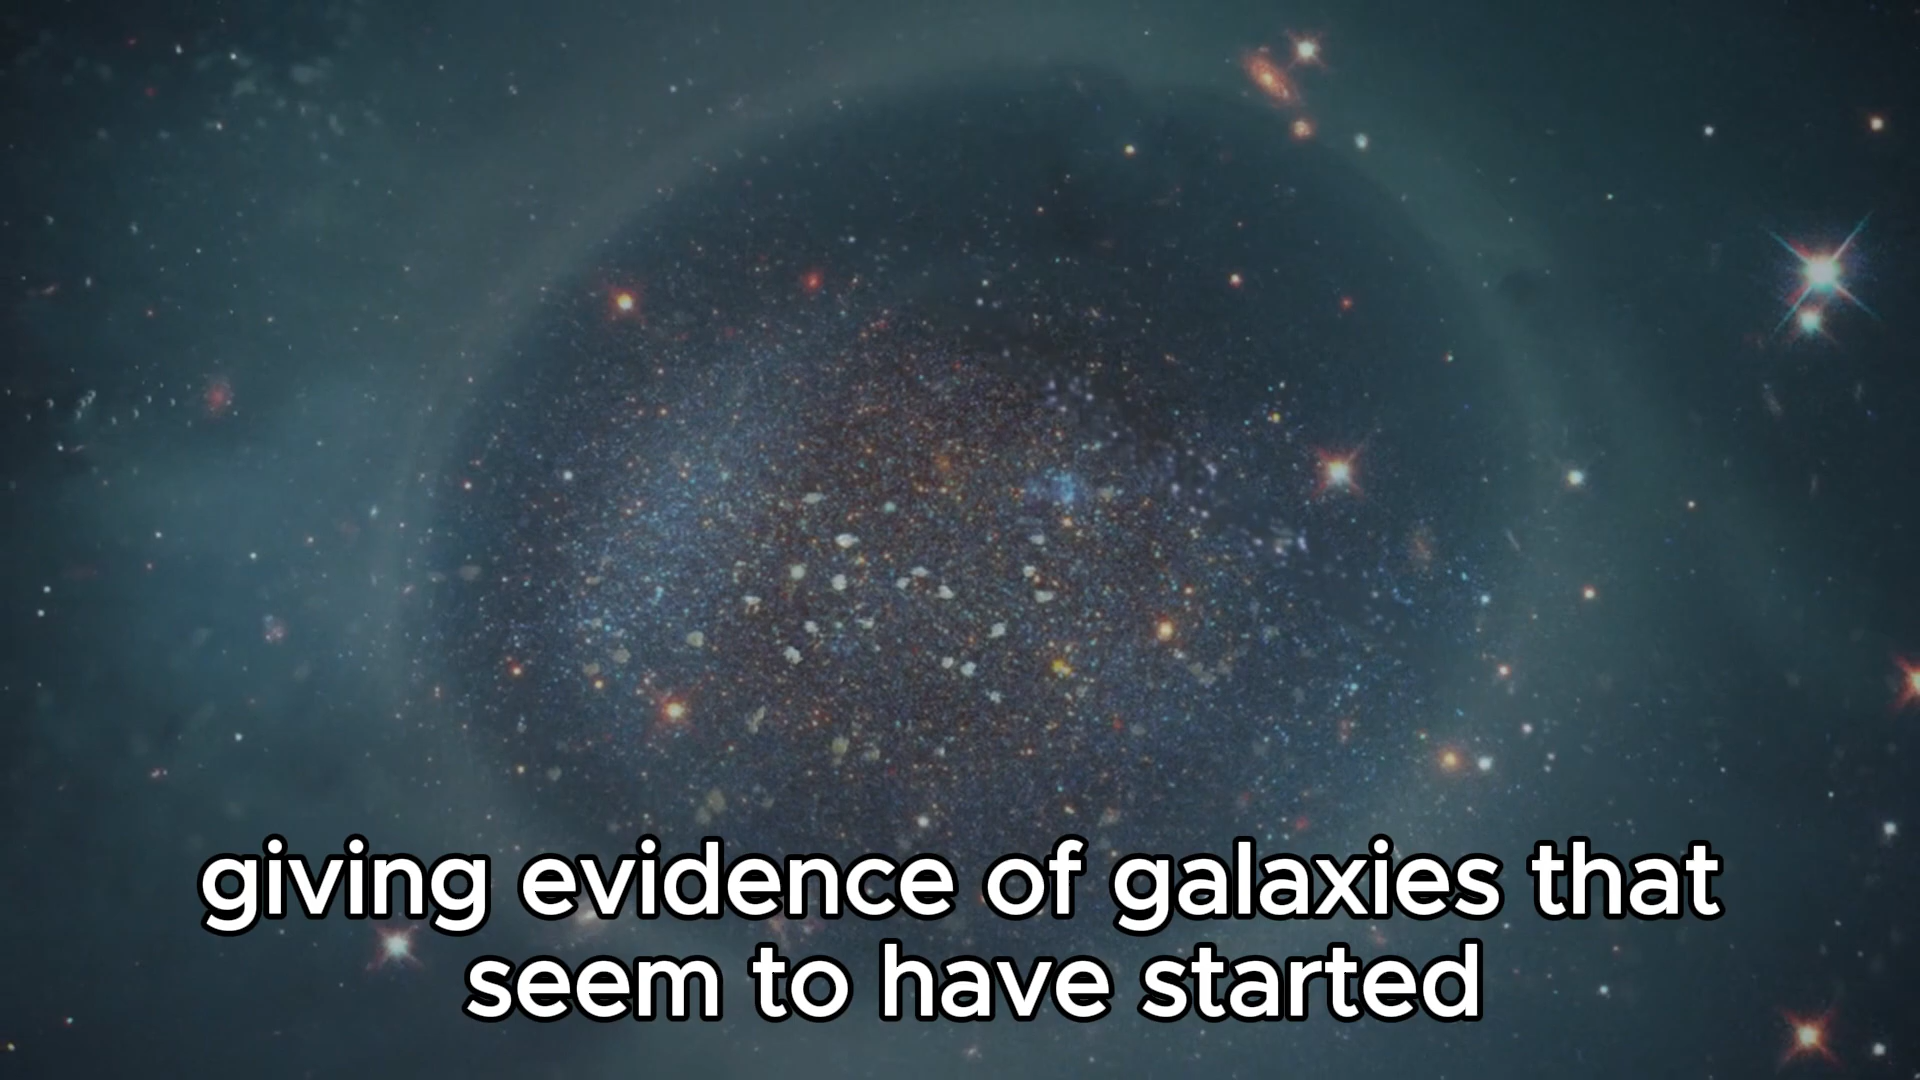 giving evidence of galaxies that
seem to have started